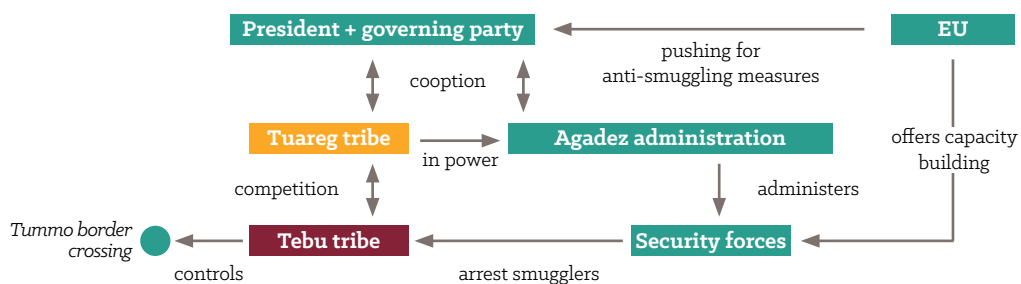 President + governing party
EU
pushing for
anti-smuggling measures
cooption
Tuareg tribe
in power
Agadez administration
offers capacity
building
competition
administers
Tummo border
crossing
Tebu tribe
Security forces
controls
arrest smugglers